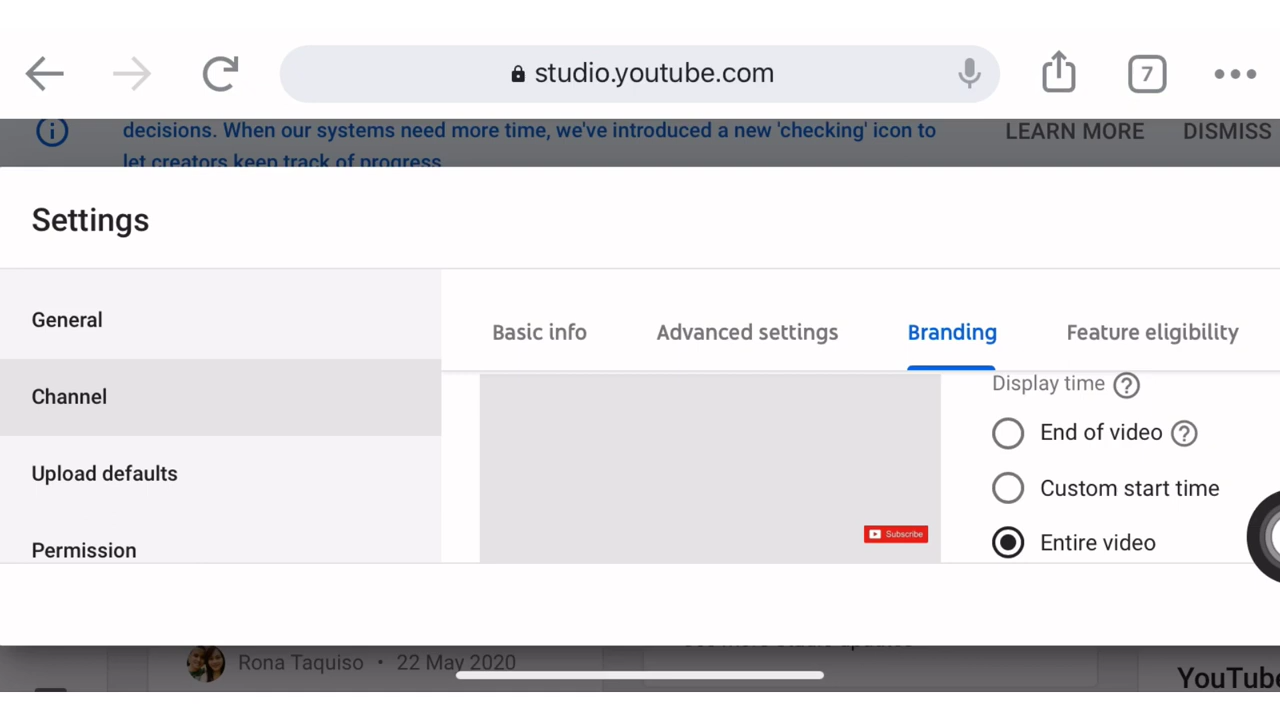 studio.youtube.com
7
decisions. When our systems need more time, we've introduced a new 'checking' icon to
let creators keep track of progress
LEARN MORE
DISMISS
Settings
General
Channel
Upload defaults
Permission
Basic info
Advanced settings
Branding
Feature eligibility
Subscribe
Display time
End of video
Custom start time
Entire video
Rona Taquiso • 22 May 2020
YouTube